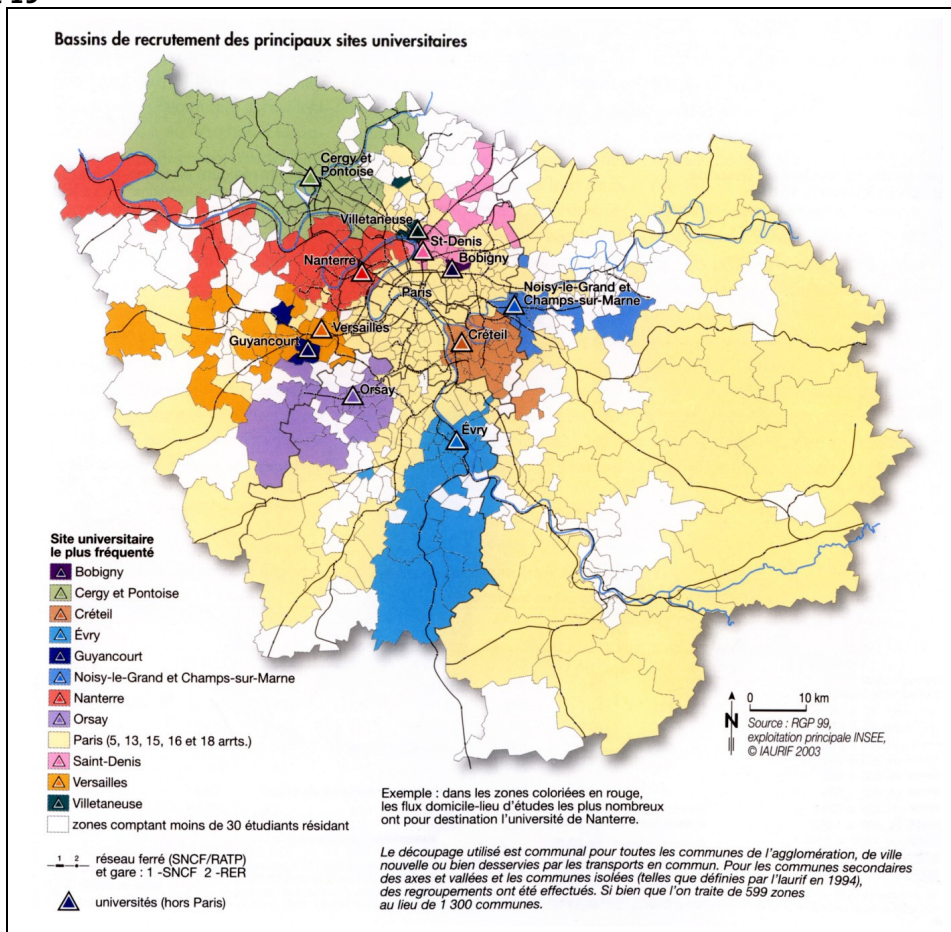 Bassins de recrutement des principaux sites universitaires
Cergy et
Pontoise
Villetaneuse
St-Denis
Nanterre
Bobigny
Paris
Noisy-le-Grand et
Champs-sur-Marne
Versailles
Guyancourt
Créteil
Orsay
Évry
Site universitaire
le plus fréquenté
Bobigny
Cergy et Pontoise
Créteil
Évry
Guyancourt
Noisy-le-Grand et Champs-sur-Marne
Nanterre
Orsay
Paris (5, 13, 15, 16 et 18 arrts.)
Saint-Denis
Versailles
Villetaneuse
zones comptant moins de 30 étudiants résidant
1 2 réseau ferré (SNCF/RATP)
et gare : 1 -SNCF 2 -RER
universités (hors Paris)
0 10 km
N
Source : RGP 99,
exploitation principale INSEE,
© IAURIF 2003
Exemple : dans les zones coloriées en rouge,
les flux domicile-lieu d'études les plus nombreux
ont pour destination l'université de Nanterre.
Le découpage utilisé est communal pour toutes les communes de l'agglomération, de ville
nouvelle ou bien desservies par les transports en commun. Pour les communes secondaires
des axes et vallées et les communes isolées (telles que définies par l'Iaurif en 1994),
des regroupements ont été effectués. Si bien que l'on traite de 599 zones
au lieu de 1 300 communes.